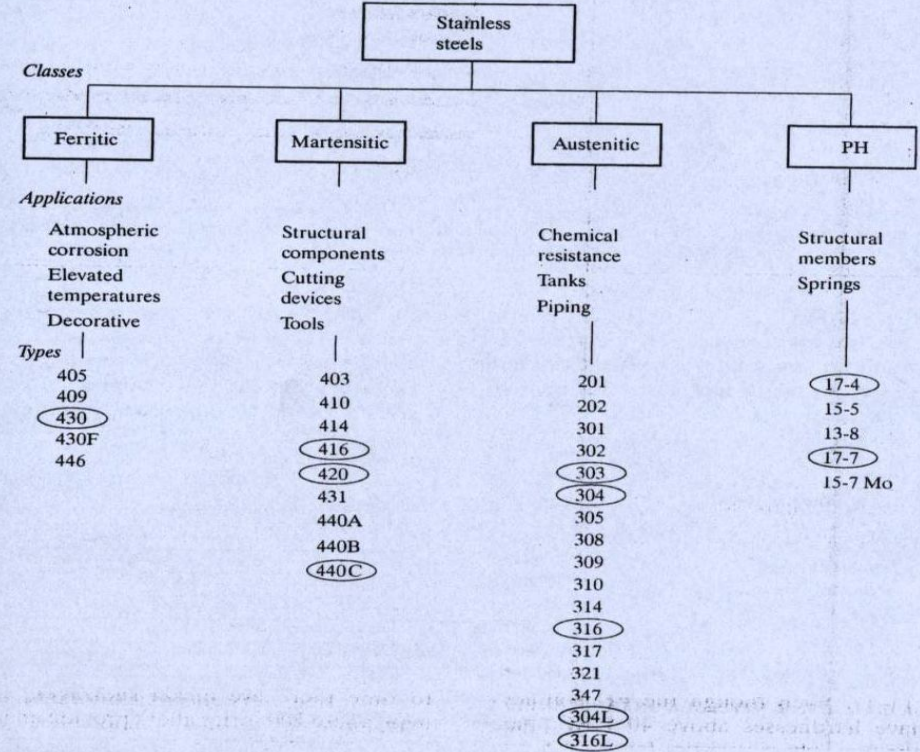 Stainless
steels
Classes
Ferritic
Martensitic
Austenitic
PH
Applications
Atmospheric
corrosion
Elevated
temperatures
Decorative
Structural
components
Cutting
devices
Tools
Chemical
resistance
Tanks
Piping
Structural
members
Springs
Types
405
409
430
430F
446
403
410
414
416
420
431
440A
440B
440C
201
202
301
302
303
304
305
308
309
310
314
316
317
321
347
304L
316L
17-4
15-5
13-8
17-7
15-7 Mo